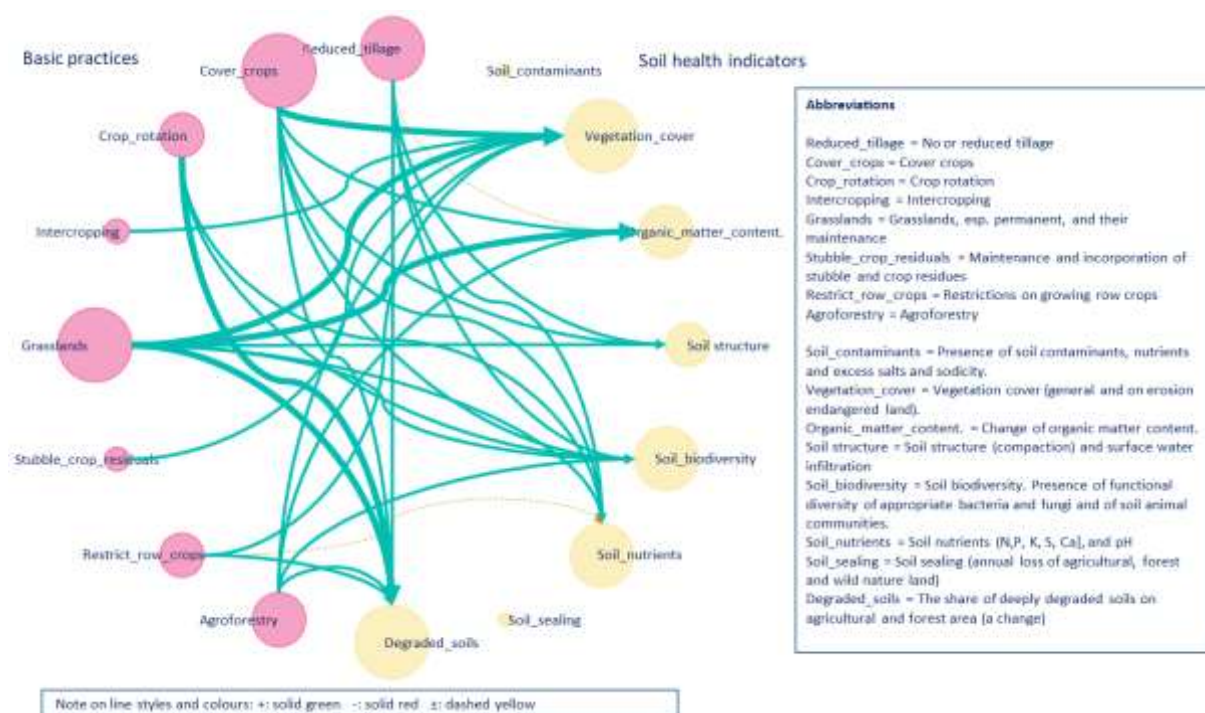 Basic practices
Soil health indicators
Reduced_tillage
Cover_crops
Soil_contaminants
Crop_rotation
Vegetation_cover
Intercropping
Organic_matter_content.
Grasslands
Soil structure
Stubble_crop_residuals
Soil_biodiversity
Restrict_row_crops
Soil_nutrients
Agroforestry
Soil_sealing
Degraded_soils
Abbreviations
Reduced_tillage = No or reduced tillage
Cover_crops = Cover crops
Crop_rotation = Crop rotation
Intercropping = Intercropping
Grasslands = Grasslands, esp. permanent, and their
maintenance
Stubble_crop_residuals = Maintenance and incorporation of
stubble and crop residues
Restrict_row_crops = Restrictions on growing row crops
Agroforestry = Agroforestry
Soil_contaminants = Presence of soil contaminants, nutrients
and excess salts and sodicity.
Vegetation_cover = Vegetation cover (general and on erosion
endangered land).
Organic_matter_content. = Change of organic matter content.
Soil structure = Soil structure (compaction) and surface water
infiltration
Soil_biodiversity = Soil biodiversity. Presence of functional
diversity of appropriate bacteria and fungi and of soil animal
communities.
Soil_nutrients = Soil nutrients (N,P, K, S, Ca], and pH
Soil_sealing = Soil sealing (annual loss of agricultural, forest
and wild nature land)
Degraded_soils = The share of deeply degraded soils on
agricultural and forest area (a change)
Note on line styles and colours: +: solid green -: solid red ±: dashed yellow